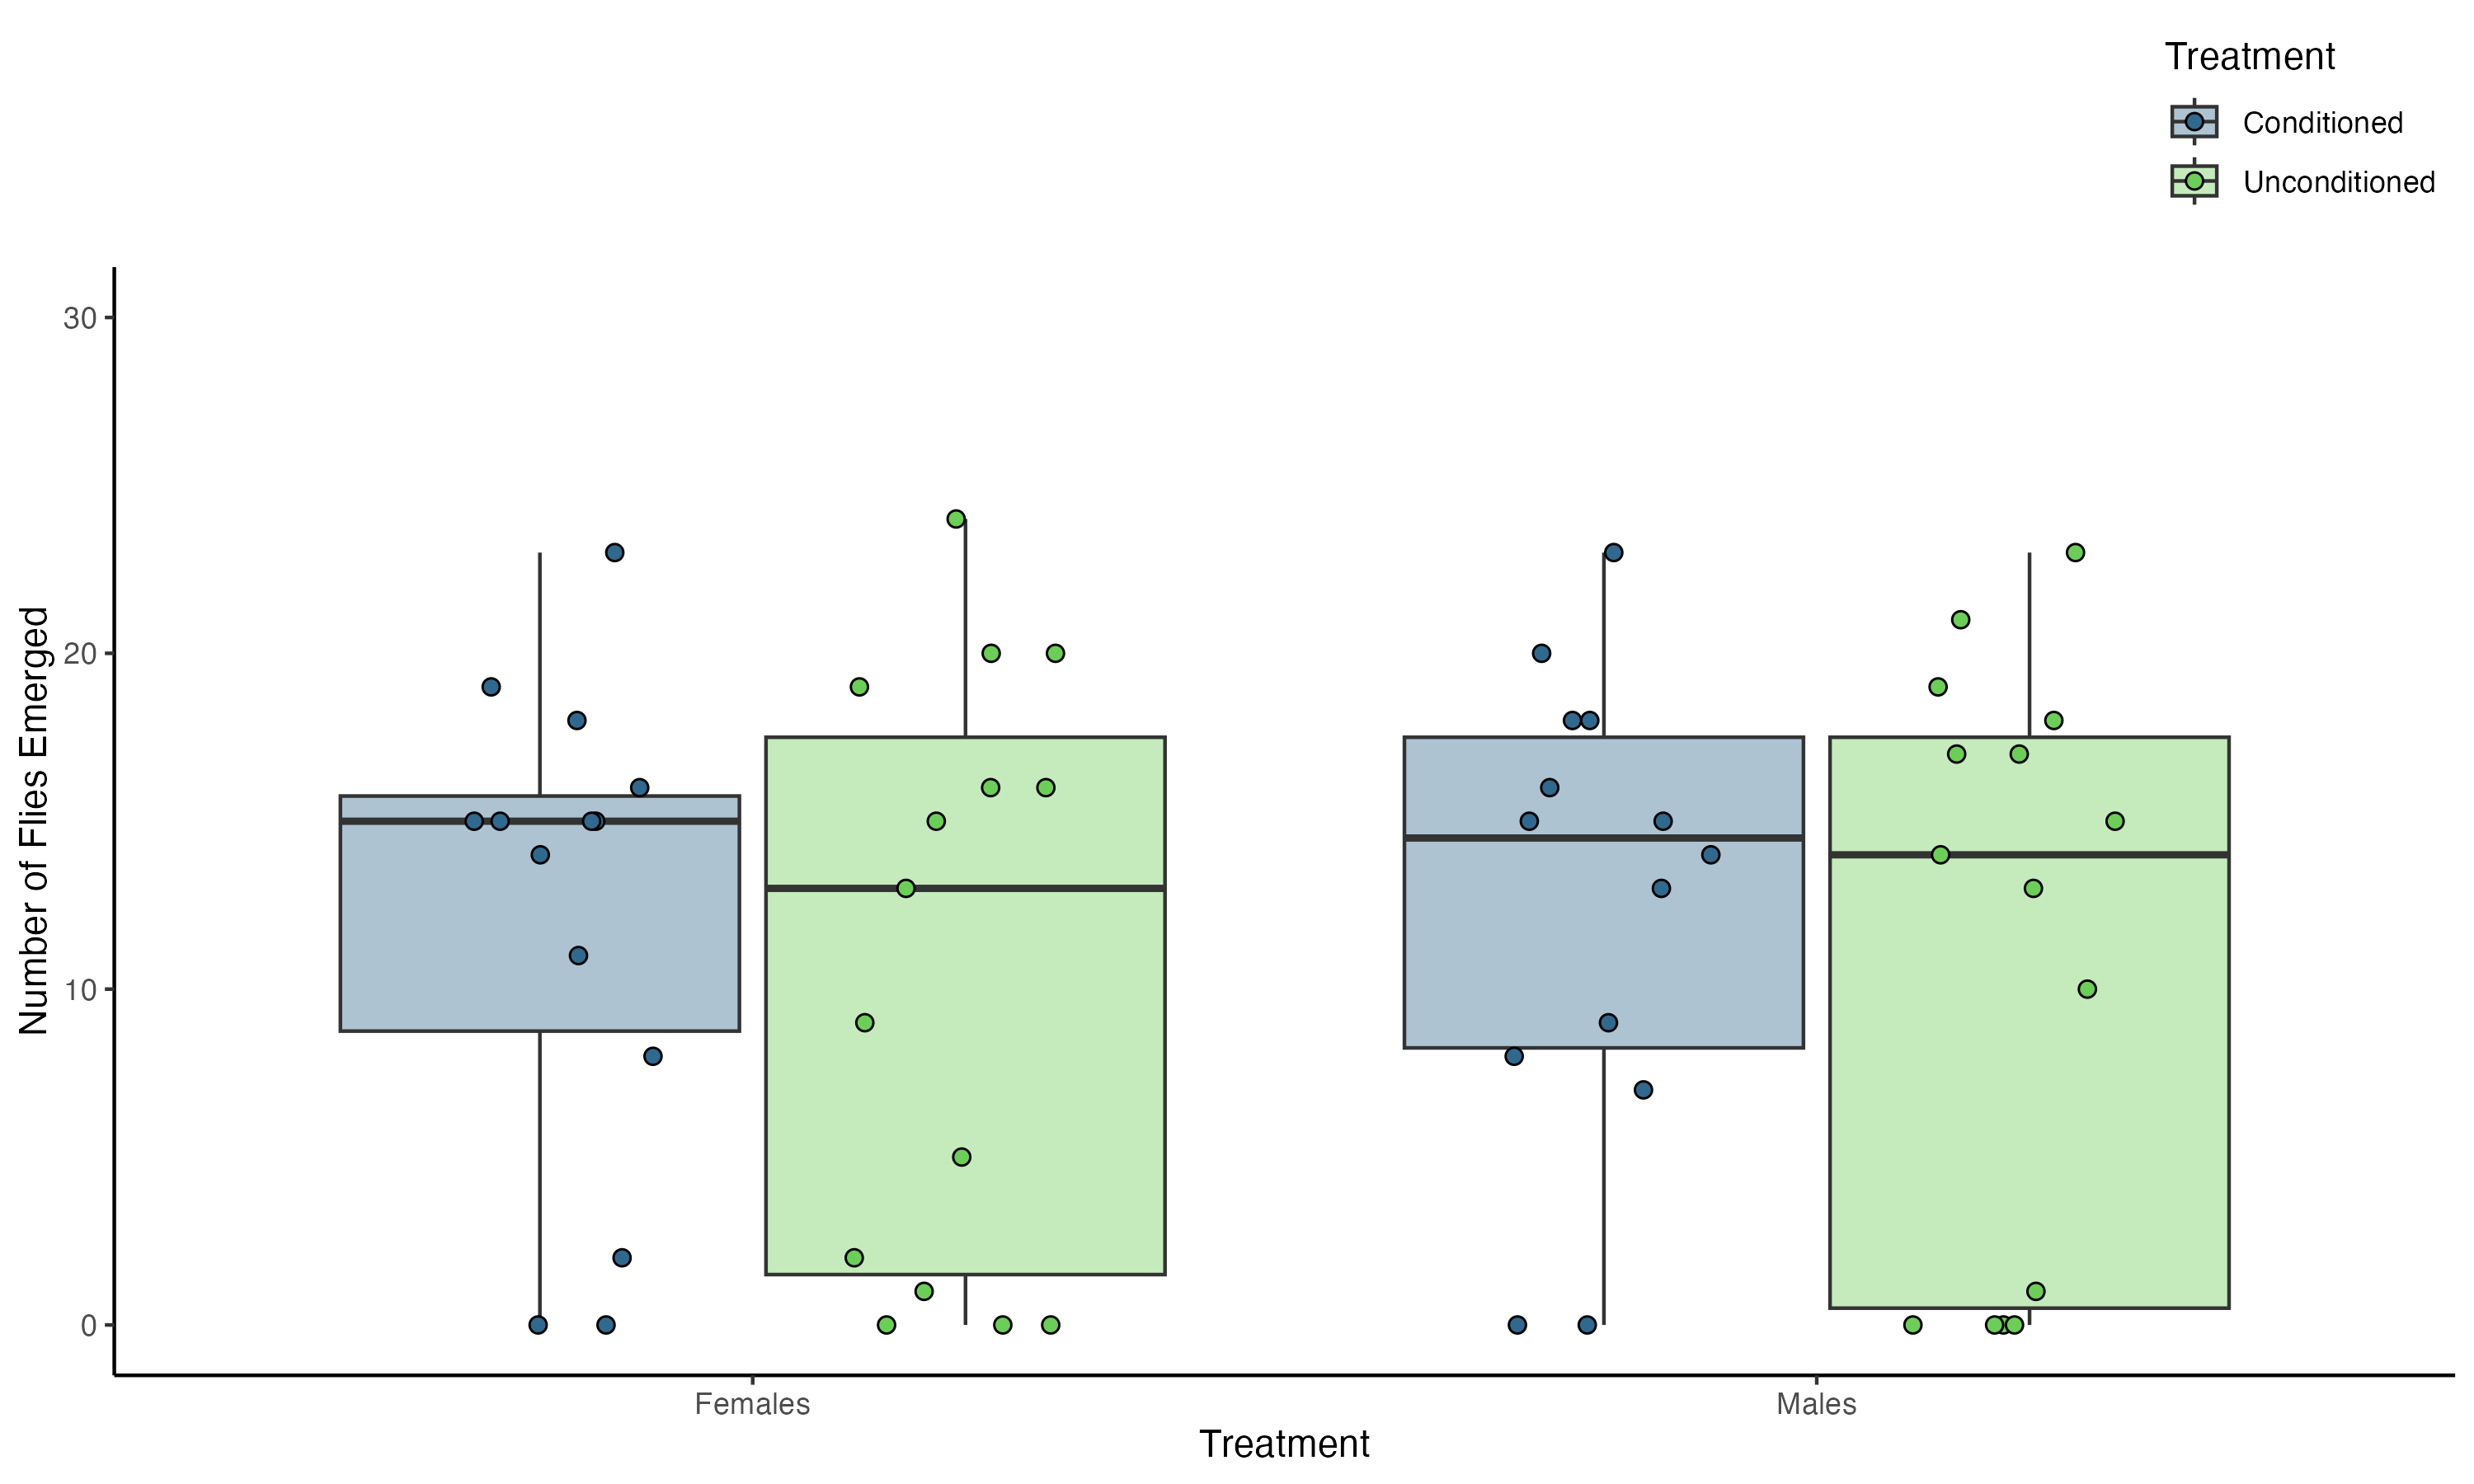 Treatment
Conditioned
Unconditioned
30
20
10
0
Number of Flies Emerged
Females
Males
Treatment